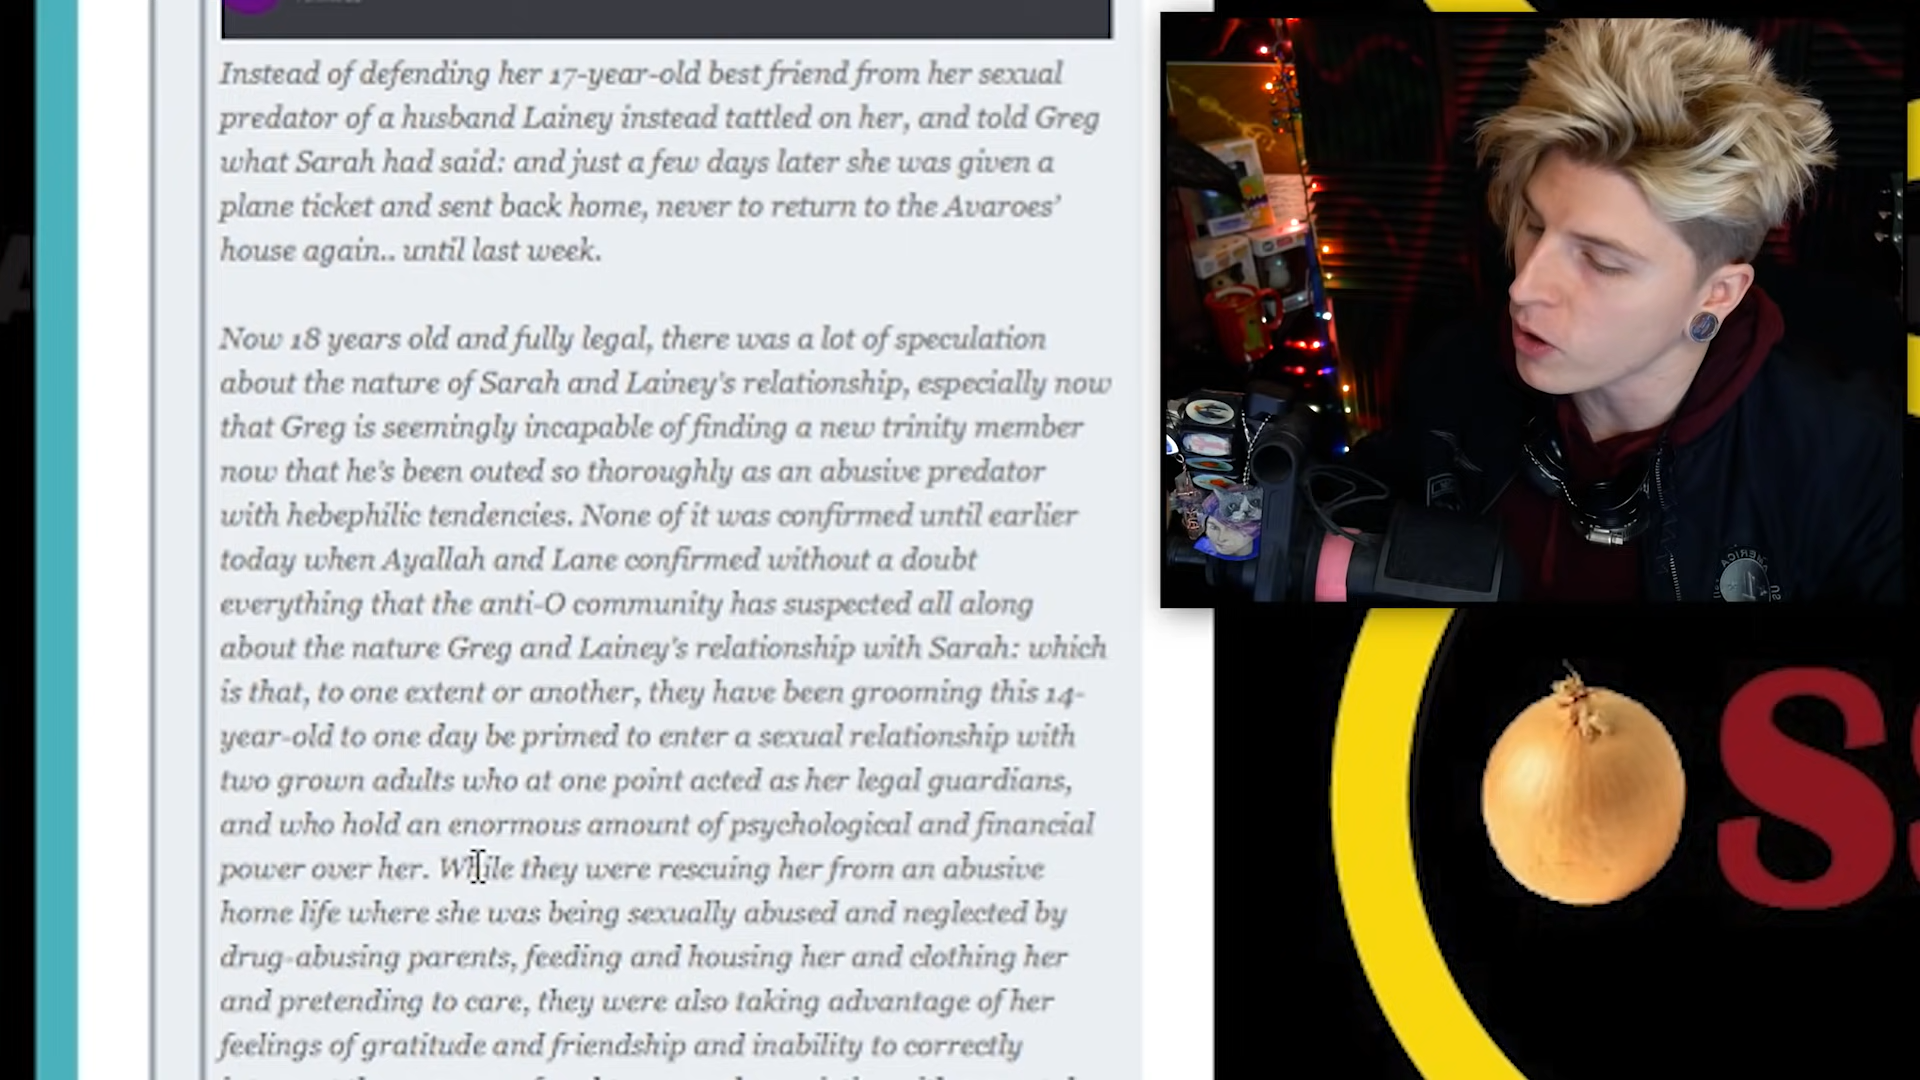 Instead of defending her 17-year-old best friend from her sexual
predator of a husband Lainey instead tattled on her, and told Greg
what Sarah had said: and just a few days later she was given a
plane ticket and sent back home, never to return to the Avaroes’
house again.. until last week.
Now 18 years old and fully legal, there was a lot of speculation
about the nature of Sarah and Lainey’s relationship, especially now
that Greg is seemingly incapable of finding a new trinity member
now that he’s been outed so thoroughly as an abusive predator
with hebephilic tendencies. None of it was confirmed until earlier
today when Ayallah and Lane confirmed without a doubt
everything that the anti-O community has suspected all along
about the nature Greg and Lainey’s relationship with Sarah: which
is that, to one extent or another, they have been grooming this 14-
year-old to one day be primed to enter a sexual relationship with
two grown adults who at one point acted as her legal guardians,
and who hold an enormous amount of psychological and financial
power over her. While they were rescuing her from an abusive
home life where she was being sexually abused and neglected by
drug-abusing parents, feeding and housing her and clothing her
and pretending to care, they were also taking advantage of her
feelings of gratitude and friendship and inability to correctly